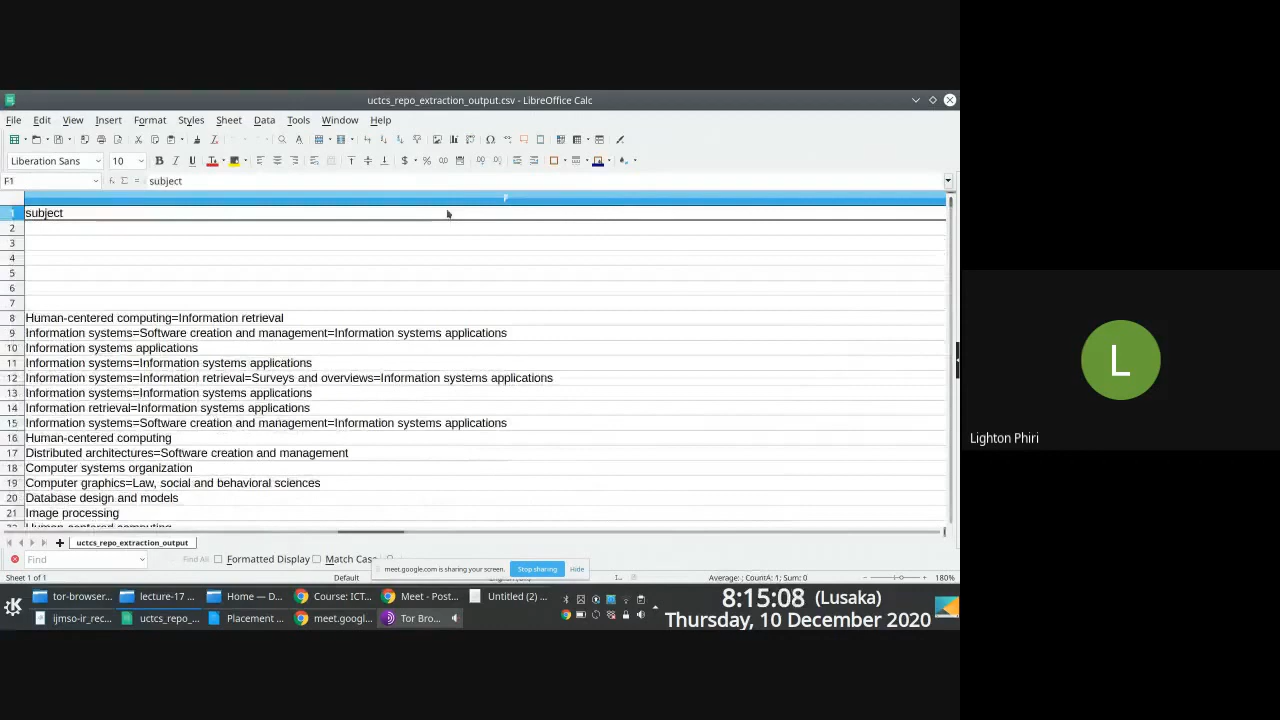 uctcs_repo_extraction_output.csv - LibreOffice Calc
File Edit View Insert Format Styles Sheet Data Tools Window Help
Liberation Sans 10
F1 subject
F
1 subject
2
3
4
5
6
7
8 Human-centered computing=Information retrieval
9 Information systems=Software creation and management=Information systems applications
10 Information systems applications
11 Information systems=Information systems applications
12 Information systems=Information retrieval=Surveys and overviews=Information systems applications
13 Information systems=Information systems applications
14 Information retrieval=Information systems applications
15 Information systems=Software creation and management=Information systems applications
16 Human-centered computing
17 Distributed architectures=Software creation and management
18 Computer systems organization
19 Computer graphics=Law, social and behavioral sciences
20 Database design and models
21 Image processing
uctcs_repo_extraction_output
Find Find All Formatted Display Match Case
meet.google.com is sharing your screen. Stop sharing Hide
Sheet 1 of 1 Default Average: ; CountA: 1; Sum: 0 180%
tor-browser... lecture-17 ... Home — D... Course: ICT... Meet - Post... Untitled (2) ...
ijmso-ir_rec... uctcs_repo_... Placement ... meet.googl... Tor Bro...
8:15:08 (Lusaka)
Thursday, 10 December 2020
L
Lighton Phiri